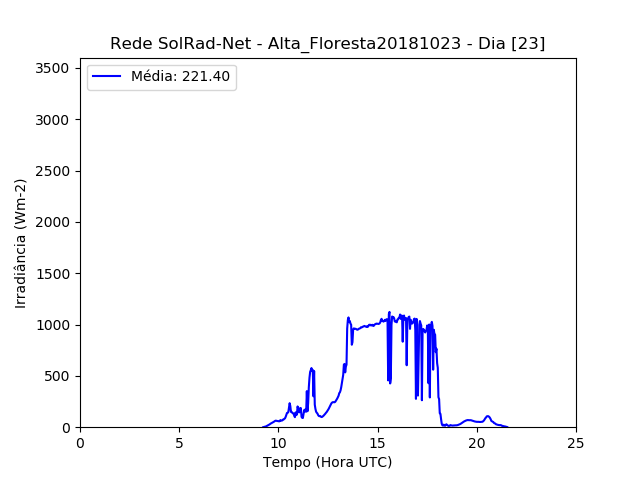 Rede SolRad-Net - Alta_Floresta20181023 - Dia [23]
Média: 221.40
Irradiância (Wm-2)
3500
3000
2500
2000
1500
1000
500
0
0 5 10 15 20 25
Tempo (Hora UTC)